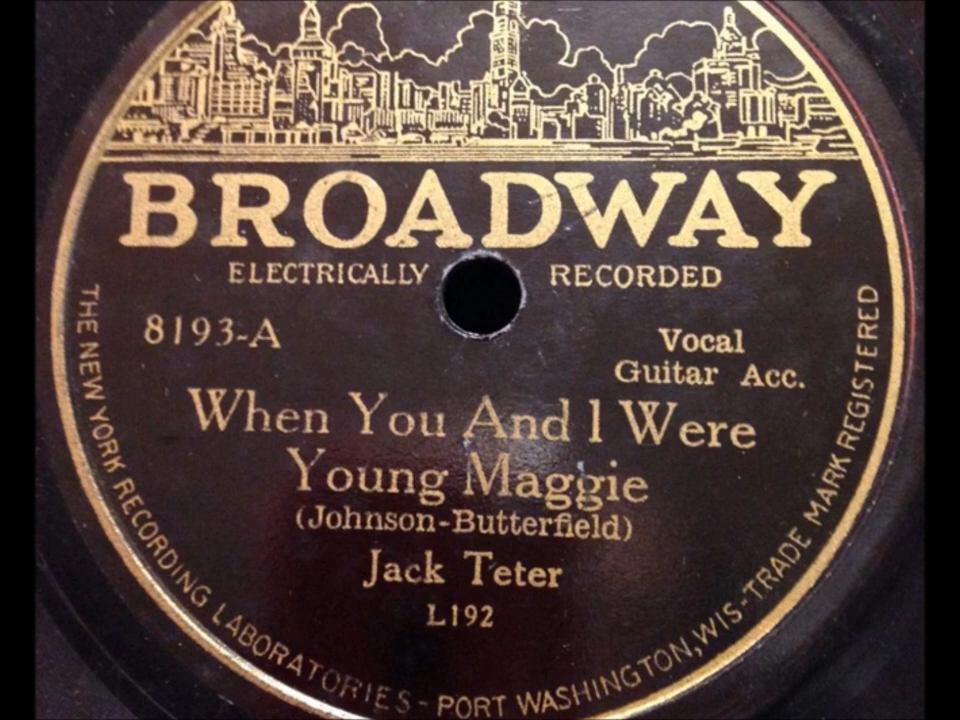 BROADWAY
ELECTRICALLY RECORDED
8193-A
Vocal
Guitar Acc.
When You And I Were
Young Maggie
(Johnson-Butterfield)
Jack Teter
L192
THE NEW YORK RECORDING LABORATORIES - PORT WASHINGTON, WIS-TRADE MARK REGISTERED